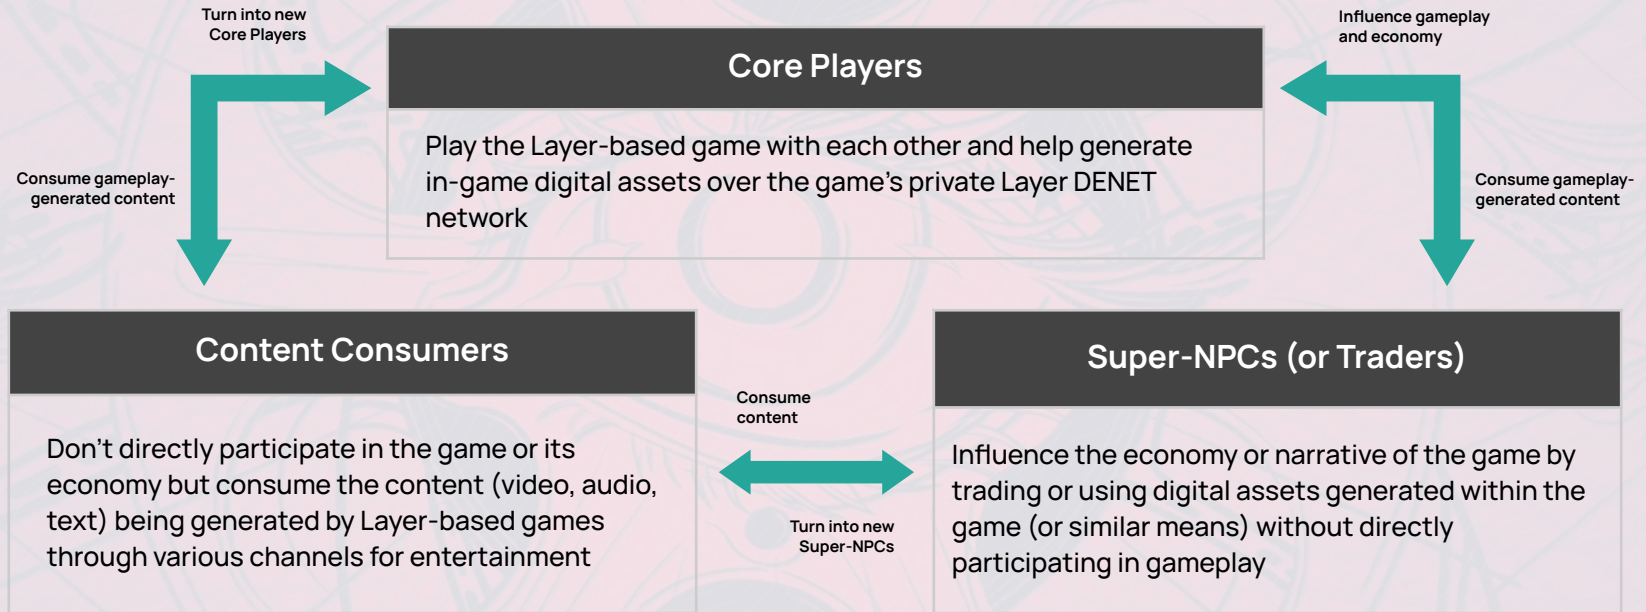 Turn into new
Core Players
Influence gameplay
and economy
Core Players
Play the Layer-based game with each other and help generate
in-game digital assets over the game's private Layer DENET
network
Consume gameplay-
generated content
Consume gameplay-
generated content
Content Consumers
Don't directly participate in the game or its
economy but consume the content (video, audio,
text) being generated by Layer-based games
through various channels for entertainment
Consume
content
Turn into new
Super-NPCs
Super-NPCs (or Traders)
Influence the economy or narrative of the game by
trading or using digital assets generated within the
game (or similar means) without directly
participating in gameplay